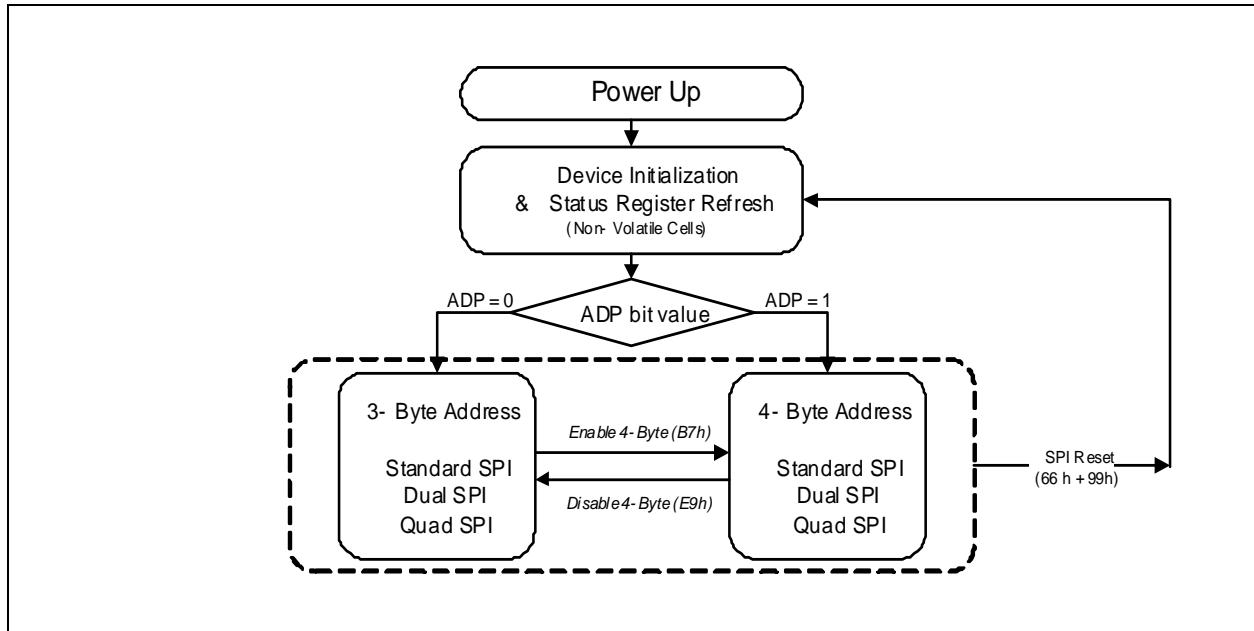 Power Up
Device Initialization
& Status Register Refresh
(Non- Volatile Cells)
ADP = 0
ADP bit value
ADP = 1
3- Byte Address
Standard SPI
Dual SPI
Quad SPI
Enable 4- Byte (B7h)
Disable 4- Byte (E9h)
4- Byte Address
Standard SPI
Dual SPI
Quad SPI
SPI Reset
(66 h + 99h)